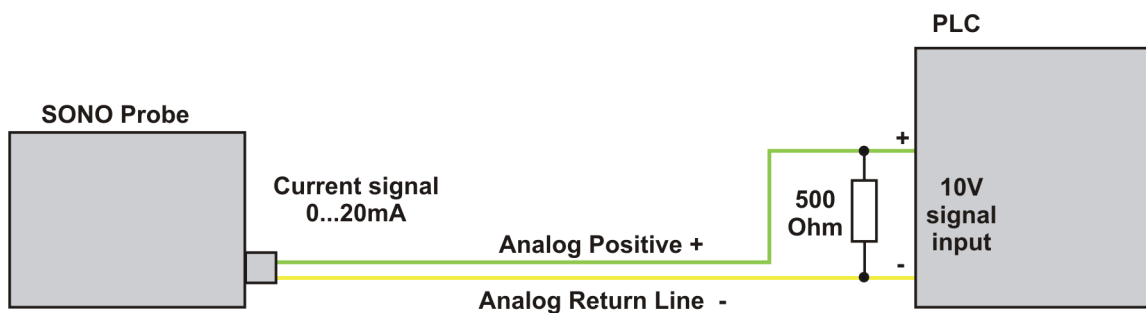 PLC
SONO Probe
Current signal
0...20mA
Analog Positive +
Analog Return Line -
500
Ohm
+
-
10V
signal
input